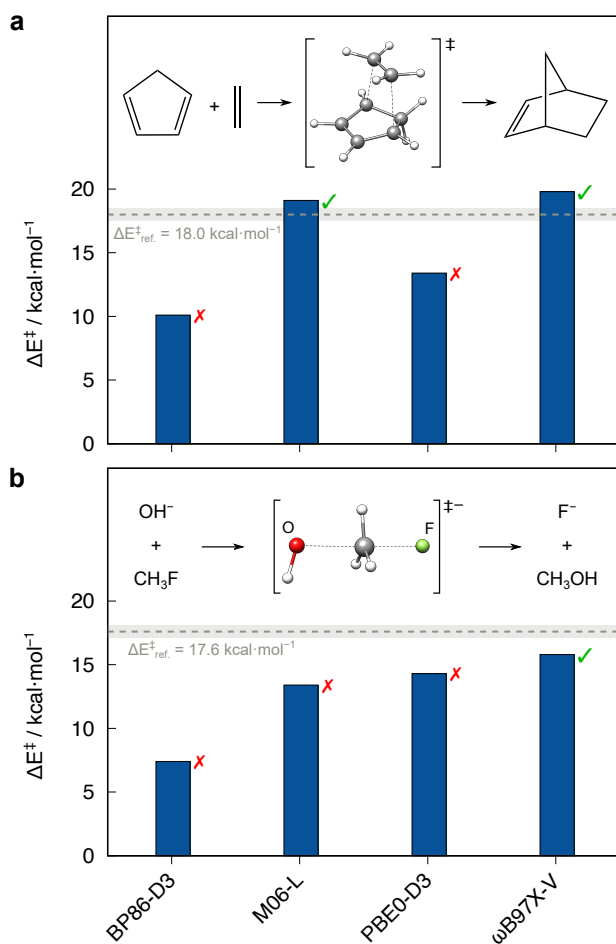 a
+
‡
20
15
10
5
0
ΔE‡ref. = 18.0 kcal·mol⁻¹
✓
✓
✗
✗
ΔE‡ / kcal·mol⁻¹
b
OH⁻
+
CH₃F
O
F
‡−
F⁻
+
CH₃OH
20
15
10
5
0
ΔE‡ref. = 17.6 kcal·mol⁻¹
✗
✗
✗
✓
ΔE‡ / kcal·mol⁻¹
BP86-D3
M06-L
PBE0-D3
ωB97X-V